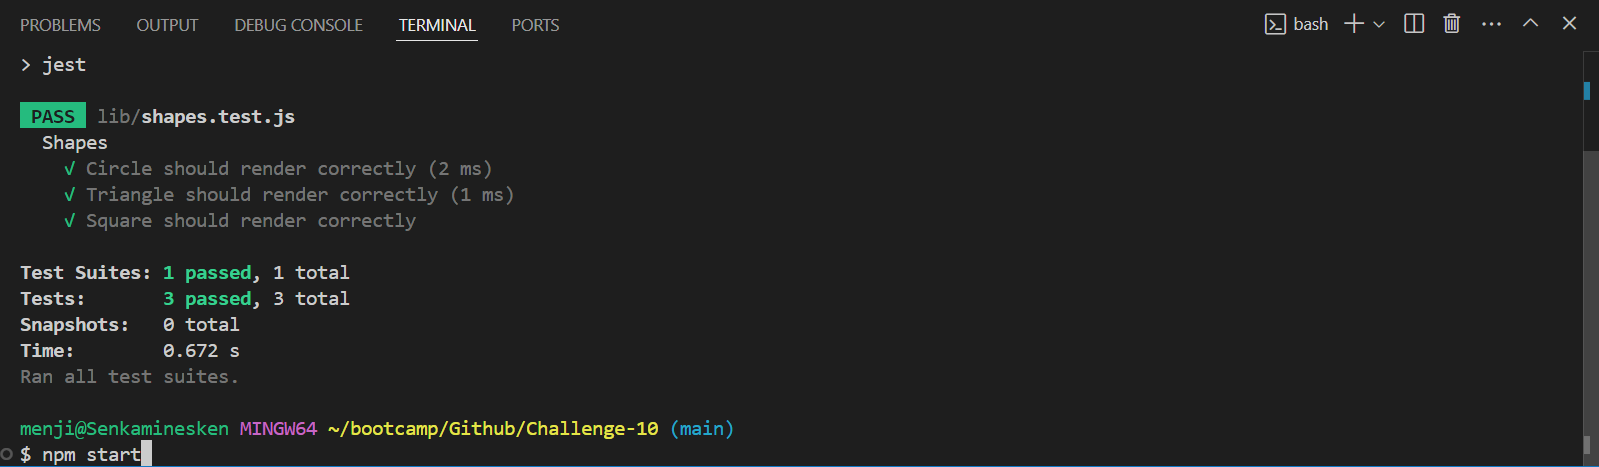 PROBLEMS OUTPUT DEBUG CONSOLE TERMINAL PORTS bash
> jest
PASS lib/shapes.test.js
Shapes
√ Circle should render correctly (2 ms)
√ Triangle should render correctly (1 ms)
√ Square should render correctly
Test Suites: 1 passed, 1 total
Tests: 3 passed, 3 total
Snapshots: 0 total
Time: 0.672 s
Ran all test suites.
menji@Senkaminesken MINGW64 ~/bootcamp/Github/Challenge-10 (main)
$ npm start